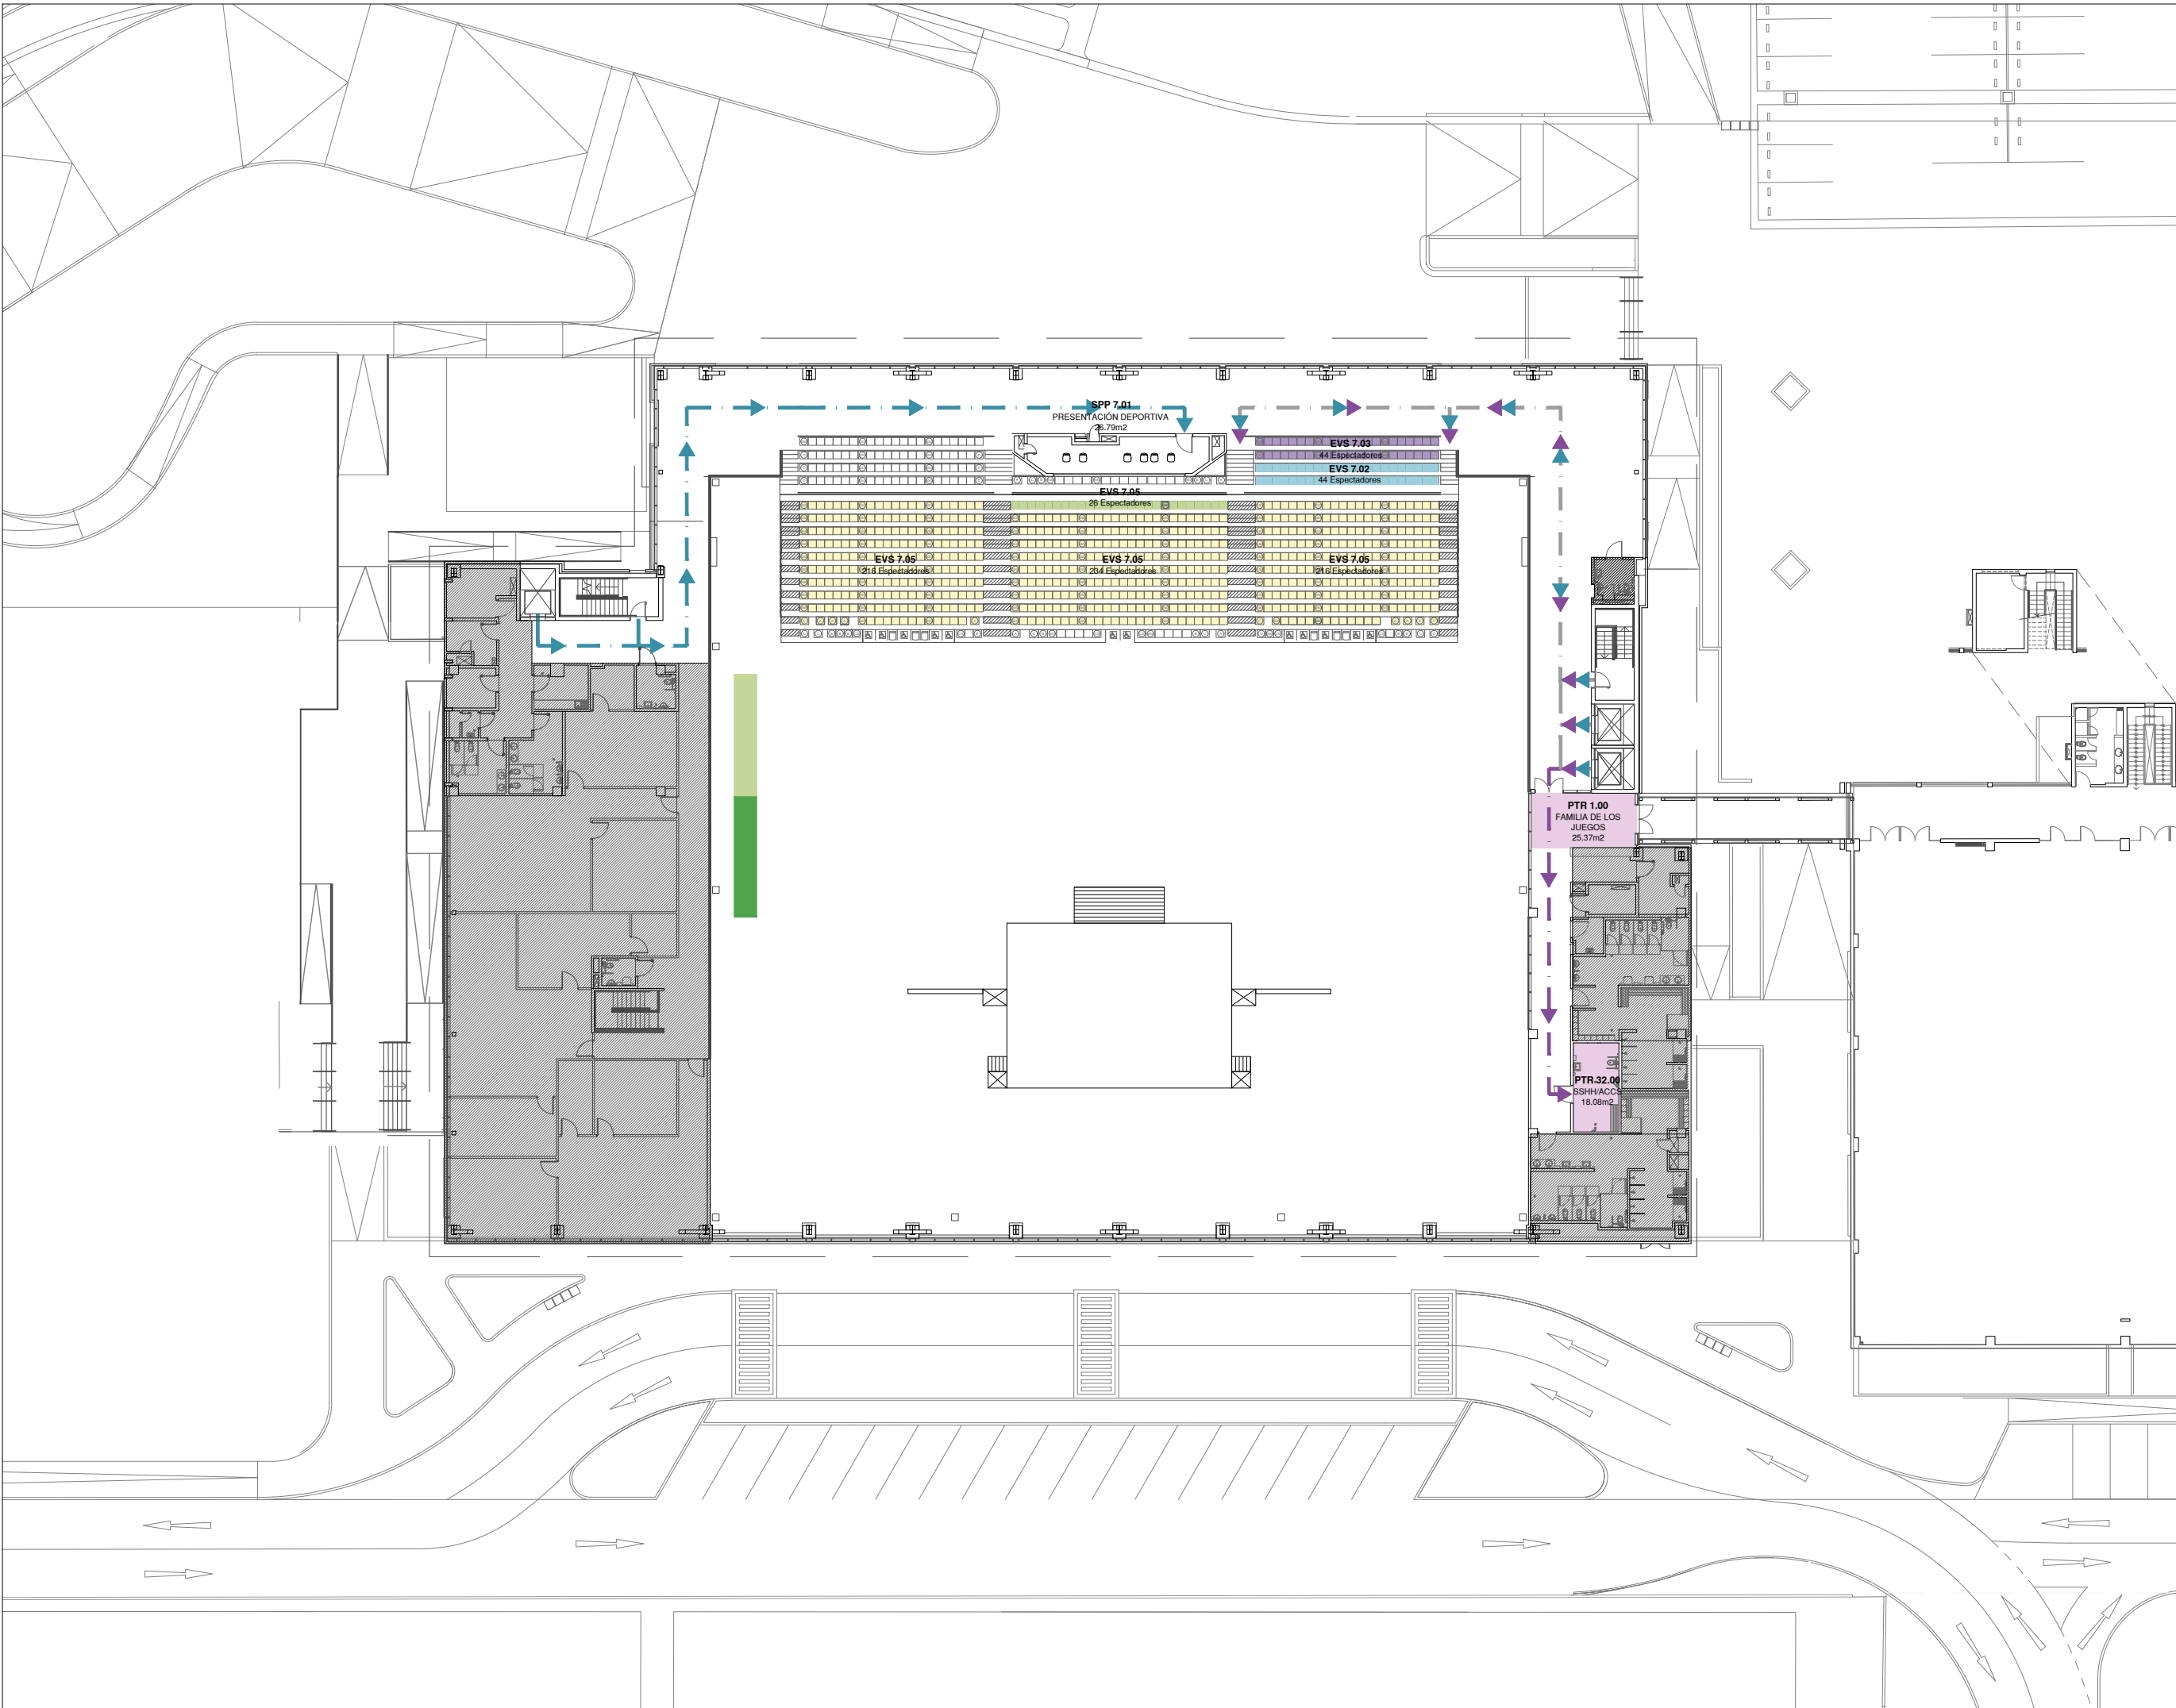 SPP 7.01
PRESENTACIÓN DEPORTIVA
26.79m2
EVS 7.03
44 Espectadores
EVS 7.02
44 Espectadores
EVS 7.05
26 Espectadores
EVS 7.05
216 Espectadores
EVS 7.05
234 Espectadores
EVS 7.05
216 Espectadores
PTR 1.00
FAMILIA DE LOS
JUEGOS
25.37m2
PTR 32.00
SSHH/ACCS
18.08m2